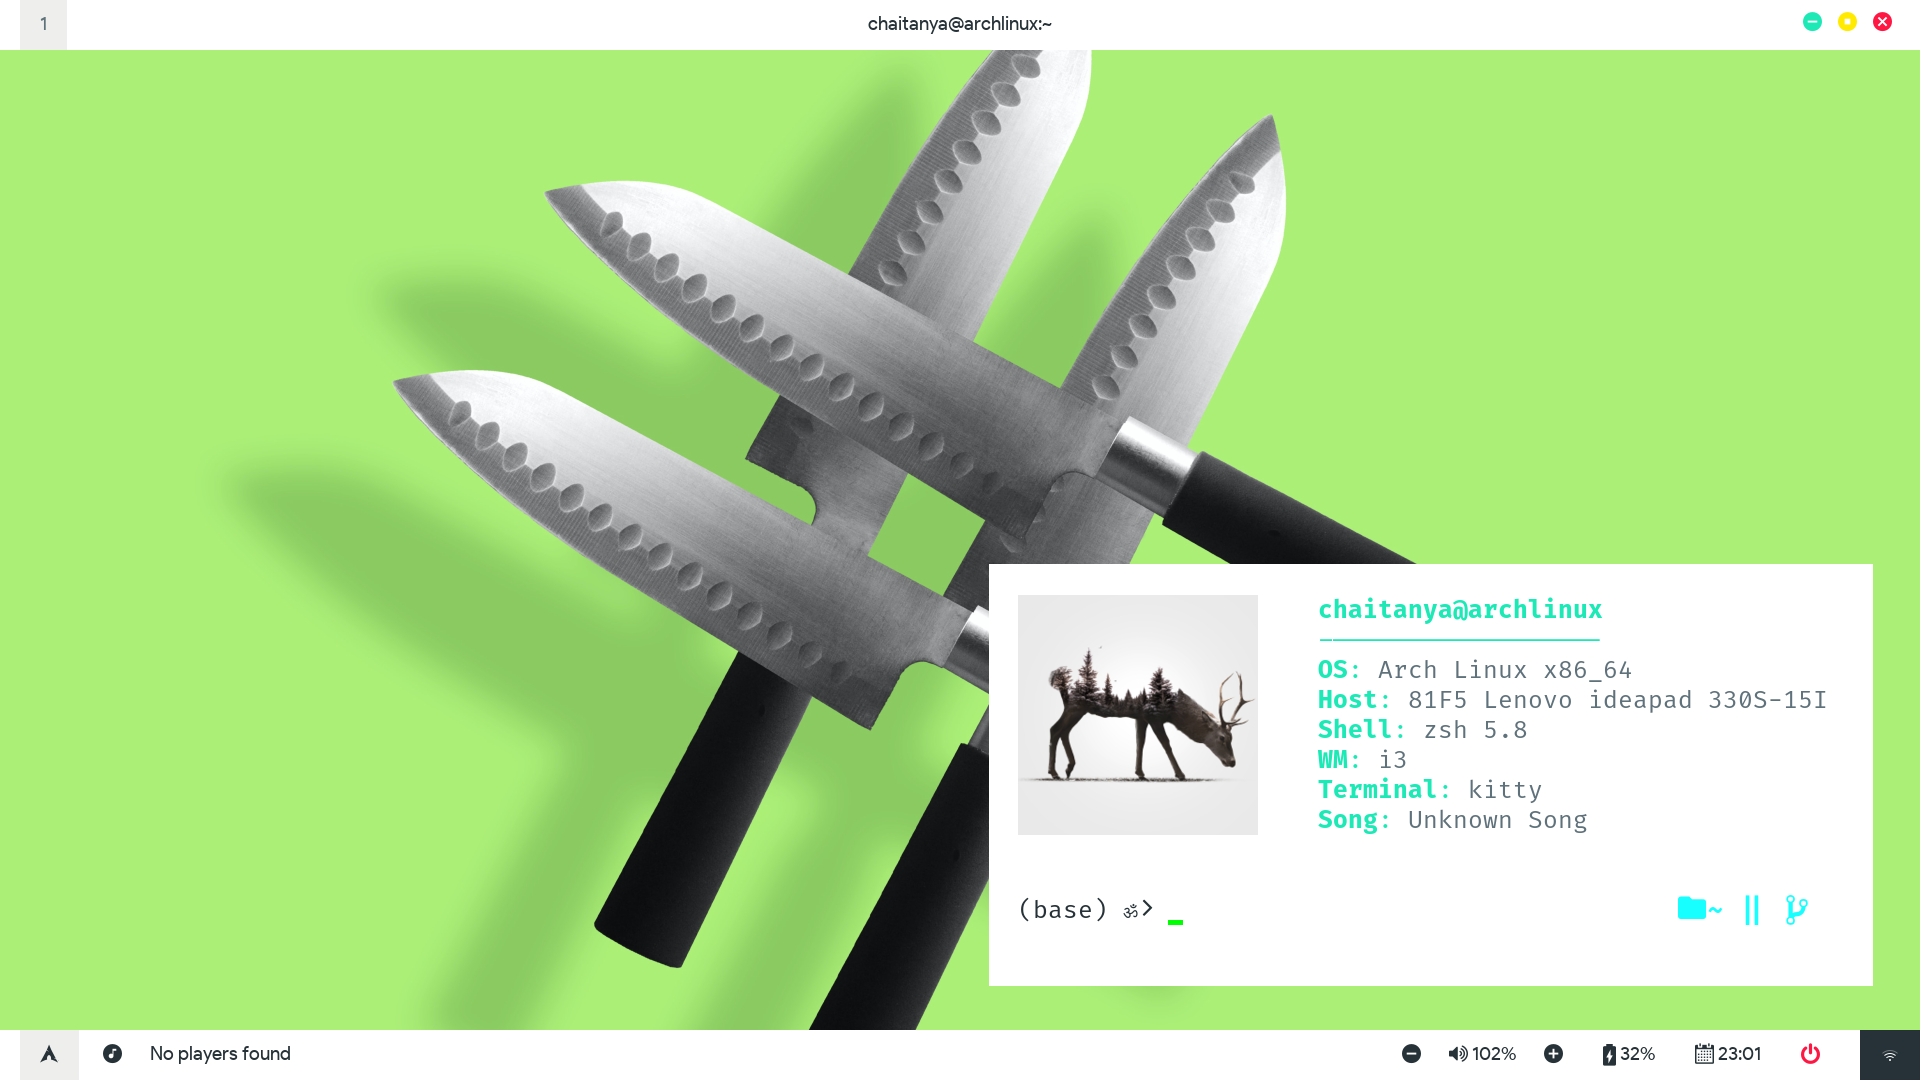 1
chaitanya@archlinux:~
chaitanya@archlinux
OS: Arch Linux x86_64
Host: 81F5 Lenovo ideapad 330S-15I
Shell: zsh 5.8
WM: i3
Terminal: kitty
Song: Unknown Song
(base) ॐ> ~
No players found
102%
32%
23:01